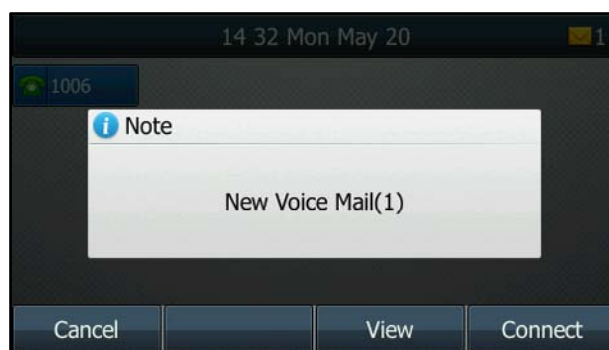 14 32 Mon May 20 1
1006
Note
New Voice Mail(1)
Cancel View Connect